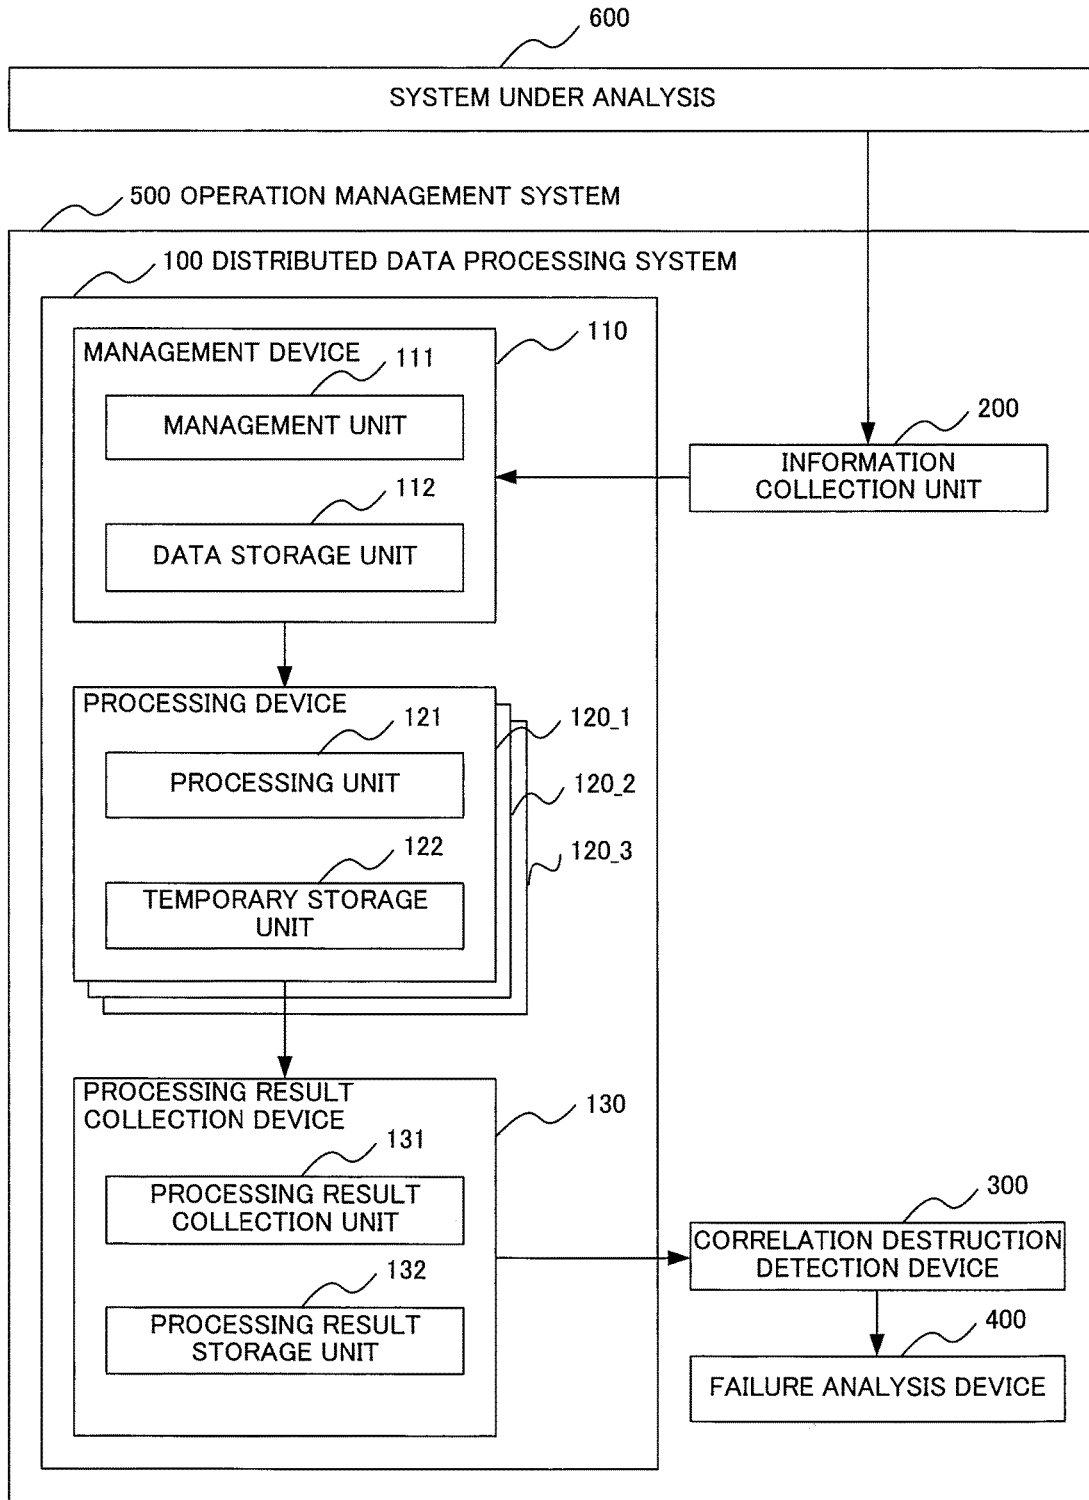 600
SYSTEM UNDER ANALYSIS
500 OPERATION MANAGEMENT SYSTEM
100 DISTRIBUTED DATA PROCESSING SYSTEM
110
MANAGEMENT DEVICE
111
MANAGEMENT UNIT
112
DATA STORAGE UNIT
200
INFORMATION
COLLECTION UNIT
PROCESSING DEVICE
121
120_1
PROCESSING UNIT
120_2
122
120_3
TEMPORARY STORAGE
UNIT
PROCESSING RESULT
COLLECTION DEVICE
130
131
PROCESSING RESULT
COLLECTION UNIT
132
PROCESSING RESULT
STORAGE UNIT
300
CORRELATION DESTRUCTION
DETECTION DEVICE
400
FAILURE ANALYSIS DEVICE